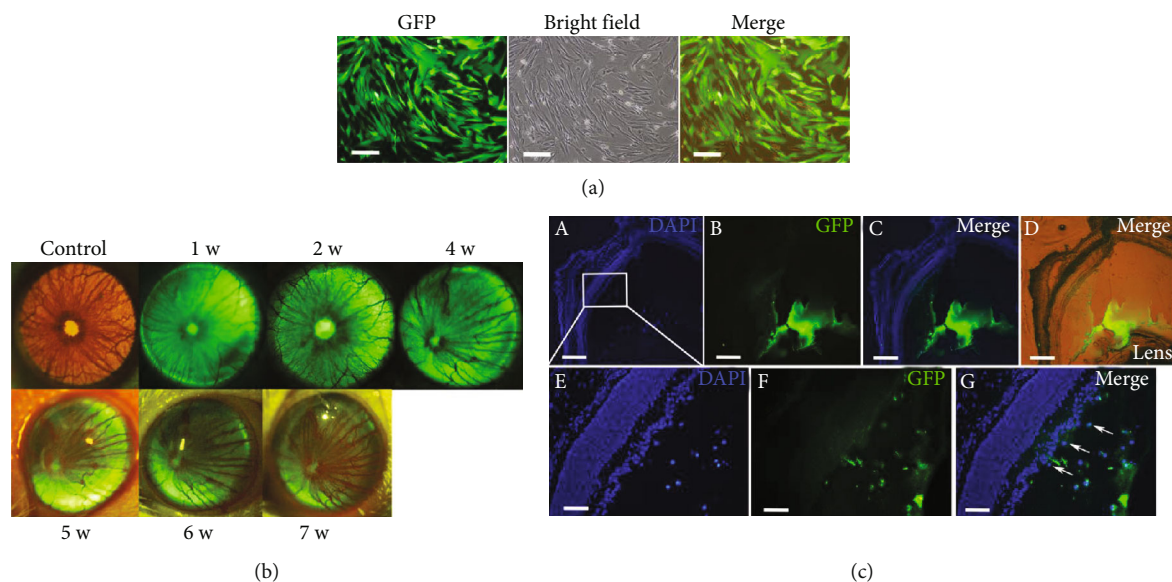 GFP Bright field Merge
(a)
Control 1 w 2 w 4 w
5 w 6 w 7 w
(b)
A DAPI B GFP C Merge D Merge
Lens
E DAPI F GFP G Merge
(c)